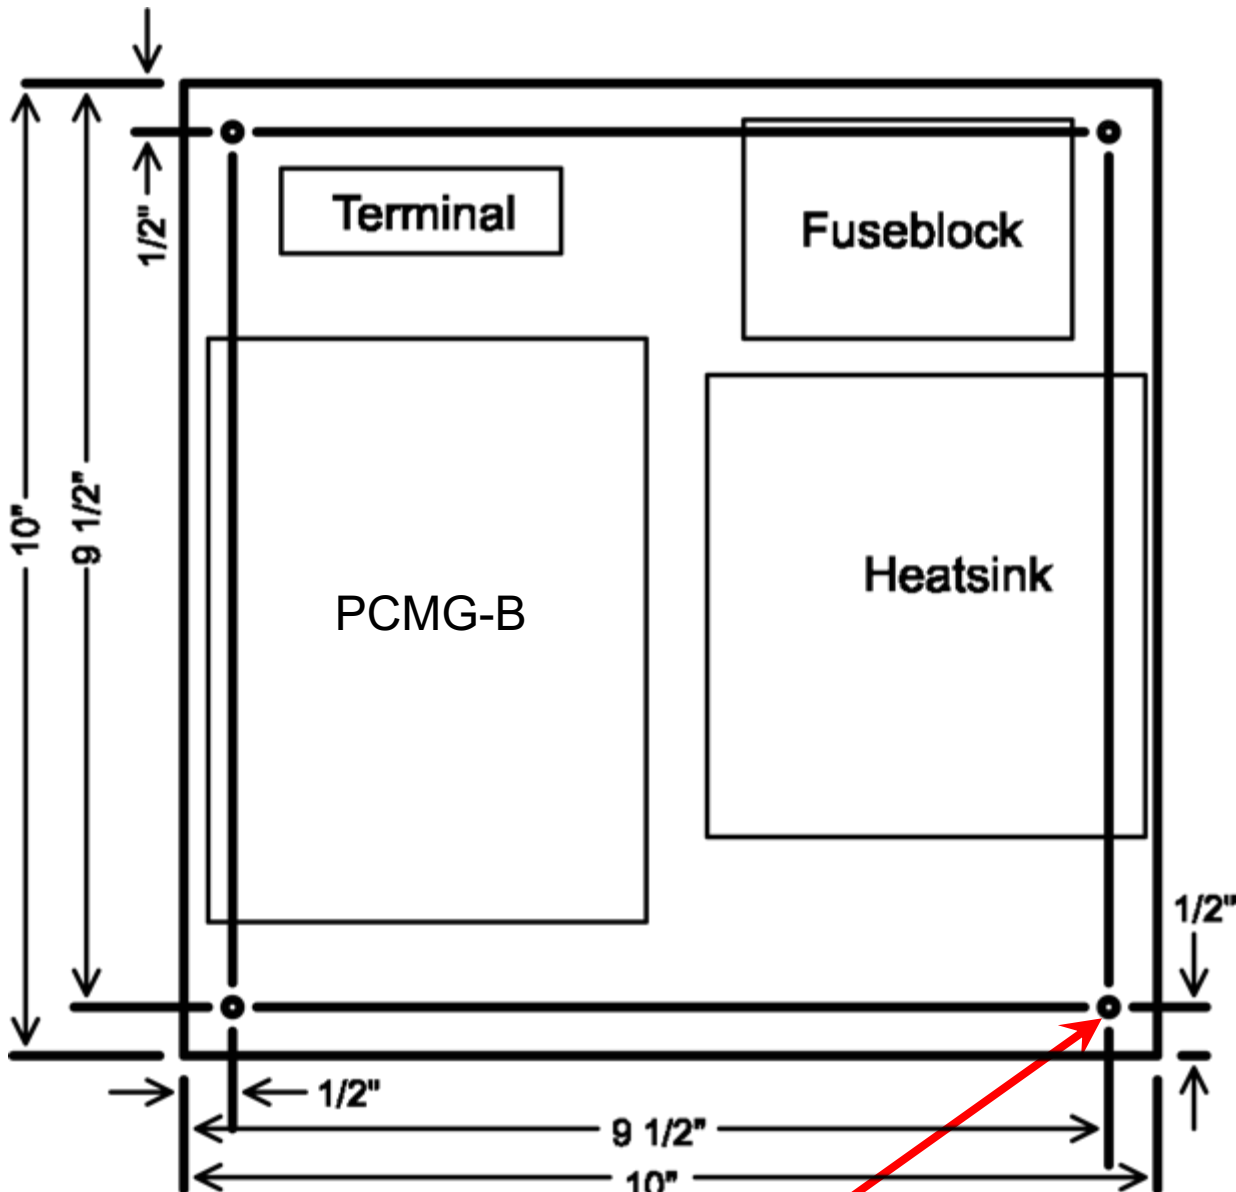 1/2"
Terminal
Fuseblock
10"
9 1/2"
Heatsink
PCMG-B
1/2"
1/2"
9 1/2"
10"